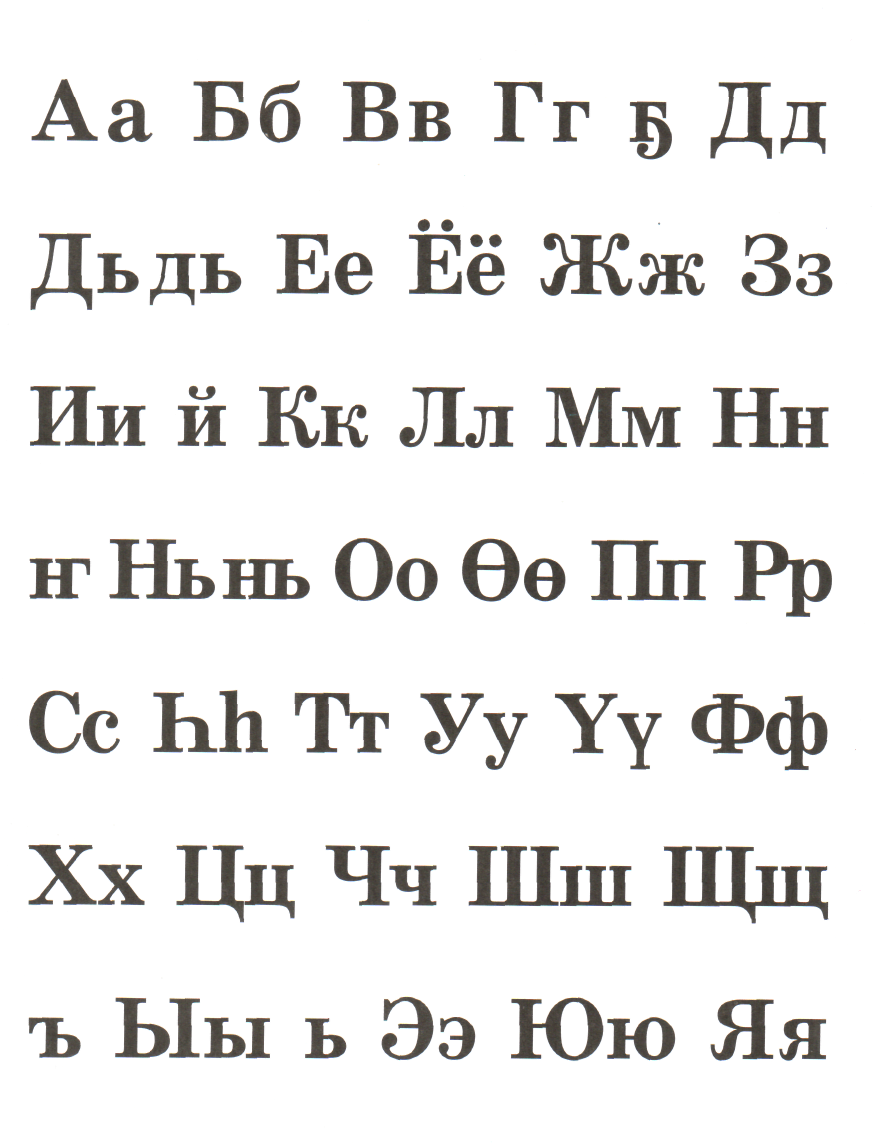 Аа Бб Вв Гг ҕ Дд
Дьдь Ее Ёё Жж Зз
Ии й Кк Лл Мм Нн
ҥ Ньнь Оо Өө Пп Рр
Сс Һһ Тт Уу Үү Фф
Хх Цц Чч Шш Щщ
ъ Ыы ь Ээ Юю Яя